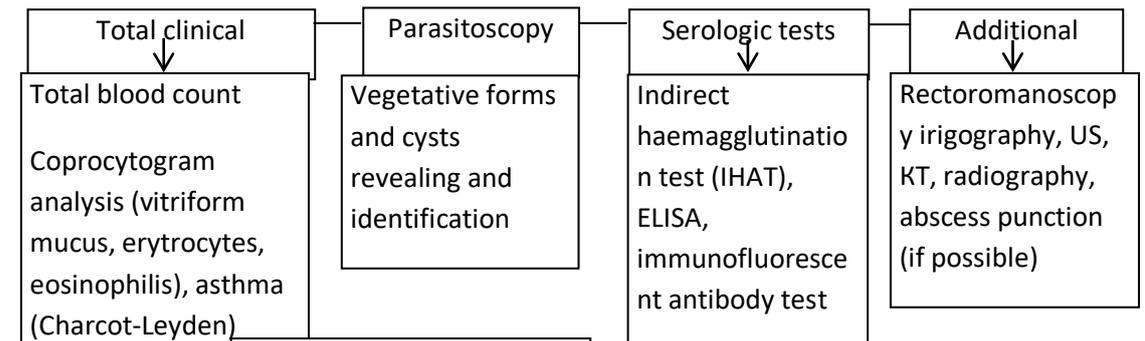 Total clinical
Total blood count
Coprocytogram
analysis (vitriform
mucus, erytrocytes,
eosinophilis), asthma
(Charcot-Leyden)
Parasitoscopy
Vegetative forms
and cysts
revealing and
identification
Serologic tests
Indirect
haemagglutinatio
n test (IHAT),
ELISA,
immunofluoresce
nt antibody test
Additional
Rectoromanoscop
y irigography, US,
KT, radiography,
abscess punction
(if possible)